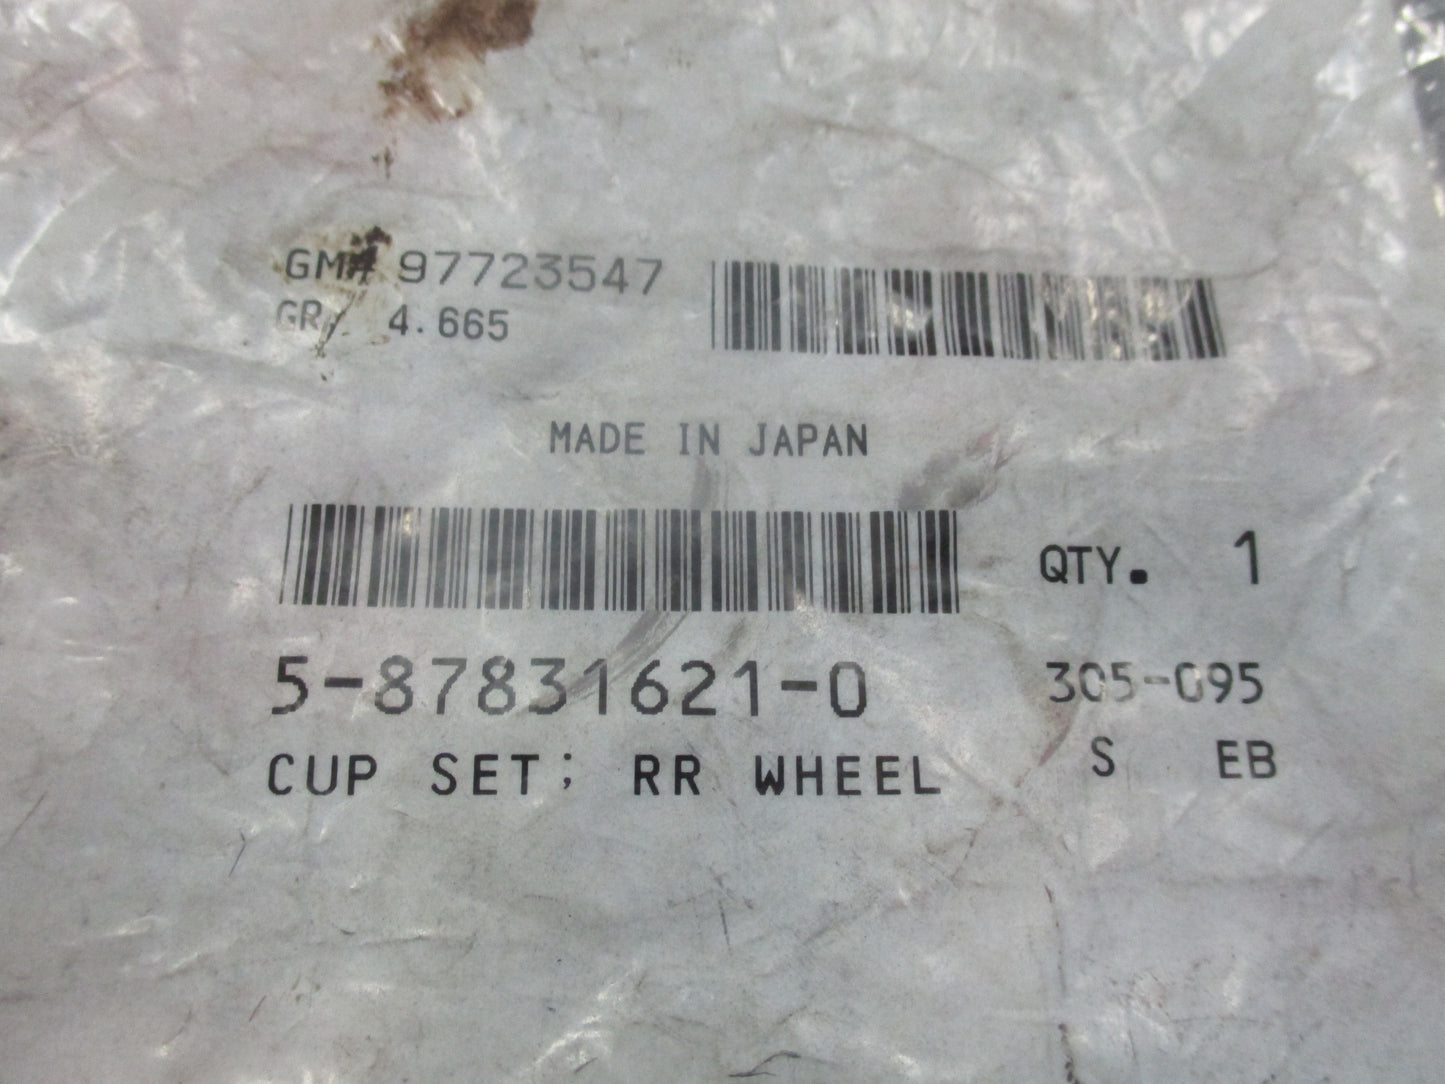 GM# 97723547
GR. 4.665
MADE IN JAPAN
QTY. 1
5-87831621-0
305-095
CUP SET; RR WHEEL
S EB